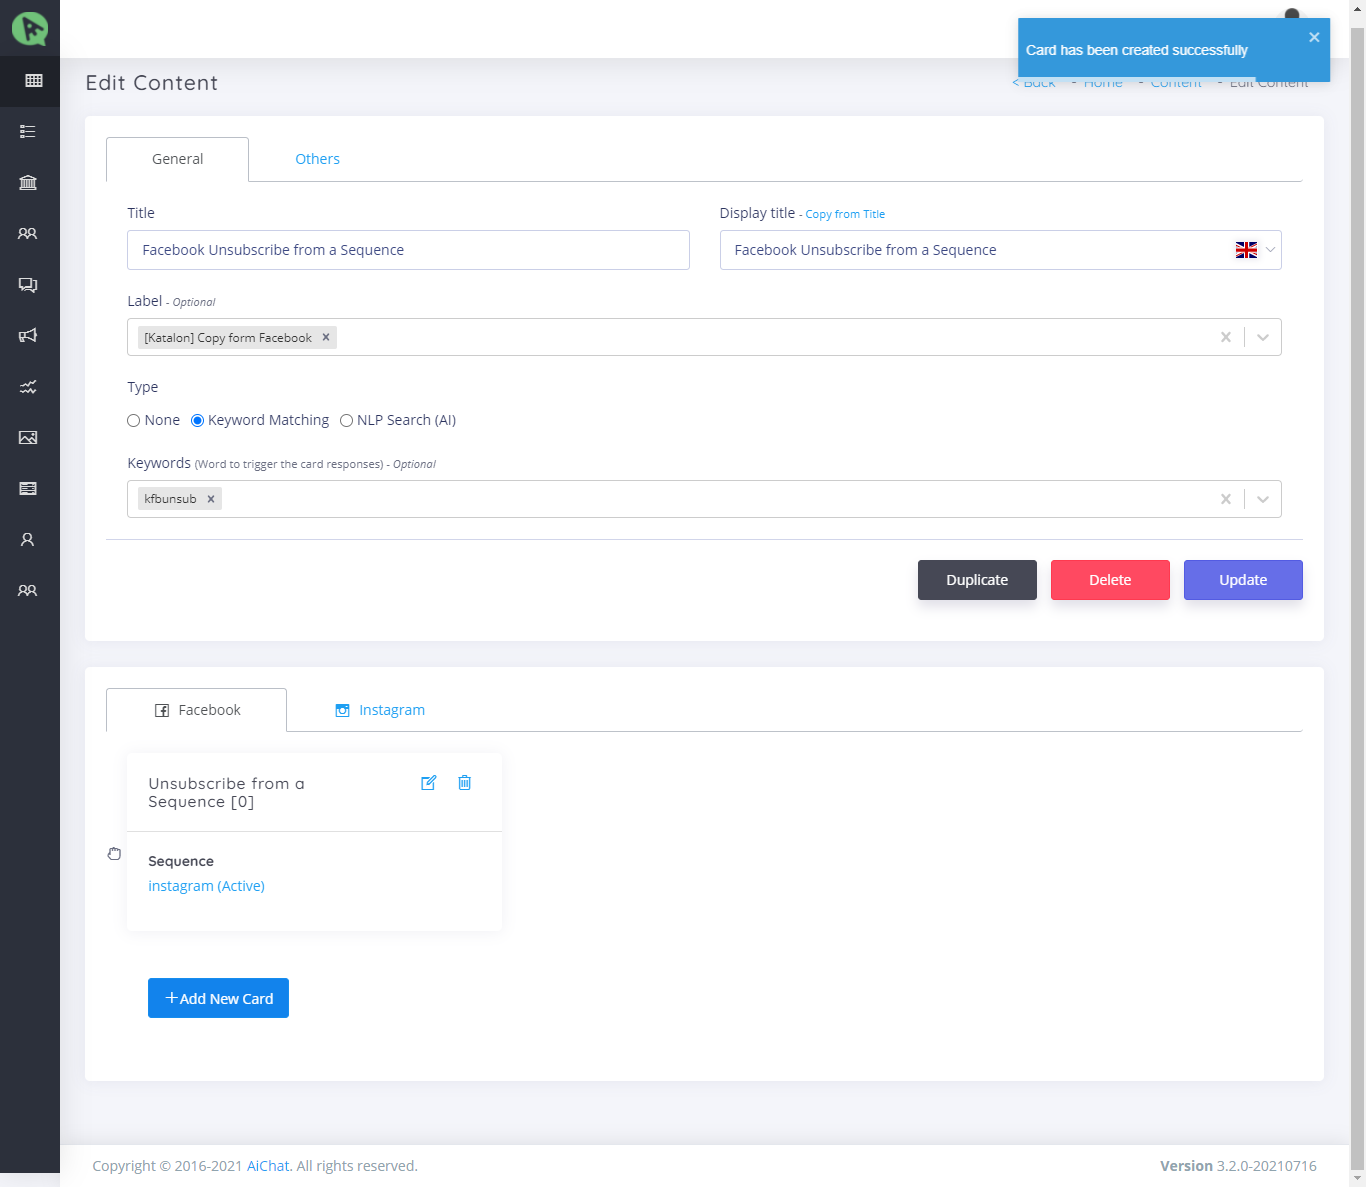 Card has been created successfully
Edit Content
< Back - Home - Content - Edit Content
General
Others
Title
Display title - Copy from Title
Facebook Unsubscribe from a Sequence
Facebook Unsubscribe from a Sequence
Label - Optional
[Katalon] Copy form Facebook
Type
None
Keyword Matching
NLP Search (AI)
Keywords (Word to trigger the card responses) - Optional
kfbunsub
Duplicate
Delete
Update
Facebook
Instagram
Unsubscribe from a
Sequence [0]
Sequence
instagram (Active)
+Add New Card
Copyright © 2016-2021 AiChat. All rights reserved.
Version 3.2.0-20210716